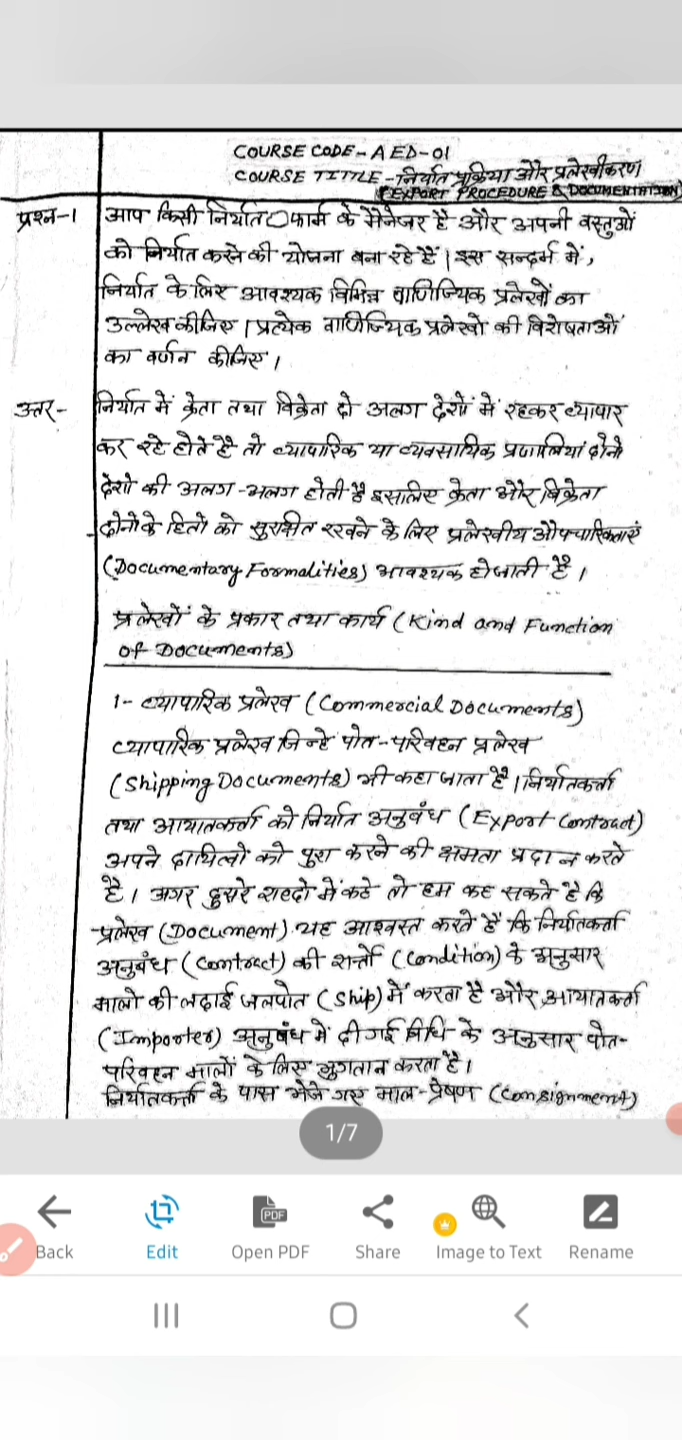 COURSE CODE - AED-01
COURSE TITTLE - निर्यात प्रक्रिया और प्रलेखीकरण
(EXPORT PROCEDURE & DOCUMENTATION)
प्रश्न-1 आप किसी निर्यात फार्म के मैनेजर है और अपनी वस्तुओं
को निर्यात करने की योजना बना रहे हैं। इस सन्दर्भ में,
निर्यात के लिए आवश्यक विभिन्न वाणिज्यिक प्रलेखों का
उल्लेख कीजिए। प्रत्येक वाणिज्यिक प्रलेखो की विशेषताओं
का वर्णन कीजिए।
उत्तर- निर्यात में क्रेता तथा विक्रेता दो अलग देशों में रहकर व्यापार
कर रहे होते है तो व्यापारिक या व्यवसायिक प्रणालियां दोनो
देशो की अलग-अलग होती है इसलिए क्रेता और विक्रेता
दोनोके हितो को सुरक्षीत रखने के लिए प्रलेखीय औपचारिकताएं
(Documentary Formalities) आवश्यक होजाती है।
प्रलेखों के प्रकार तथा कार्य (Kind and Function
of Documents)
1- व्यापारिक प्रलेख (Commercial Documents)
व्यापारिक प्रलेख जिन्हे पोत-परिवहन प्रलेख
(Shipping Documents) भी कहा जाता है। निर्यातकर्त्ता
तथा आयातकर्त्ता को निर्यात अनुबंध (Export Contract)
अपने दायित्वो को पुरा करने की क्षमता प्रदान करते
है। अगर दुसरे शब्दो में कहे तो हम कह सकते है कि
प्रलेख (Document) यह आश्वस्त करते हैं कि निर्यातकर्त्ता
अनुबंध (Contract) की शर्त्तो (Condition) के अनुसार
मालो की लदाई जलपोत (Ship) में करता है और आयातकर्त्ता
(Importer) अनुबंध में दी गई विधि के अनुसार पोत-
परिवहन मालों के लिए भुगतान करता है।
निर्यातकर्त्ता के पास भेजे गए माल-प्रेषण (Consignment)
1/7
Back Edit PDF Open PDF Share Image to Text Rename